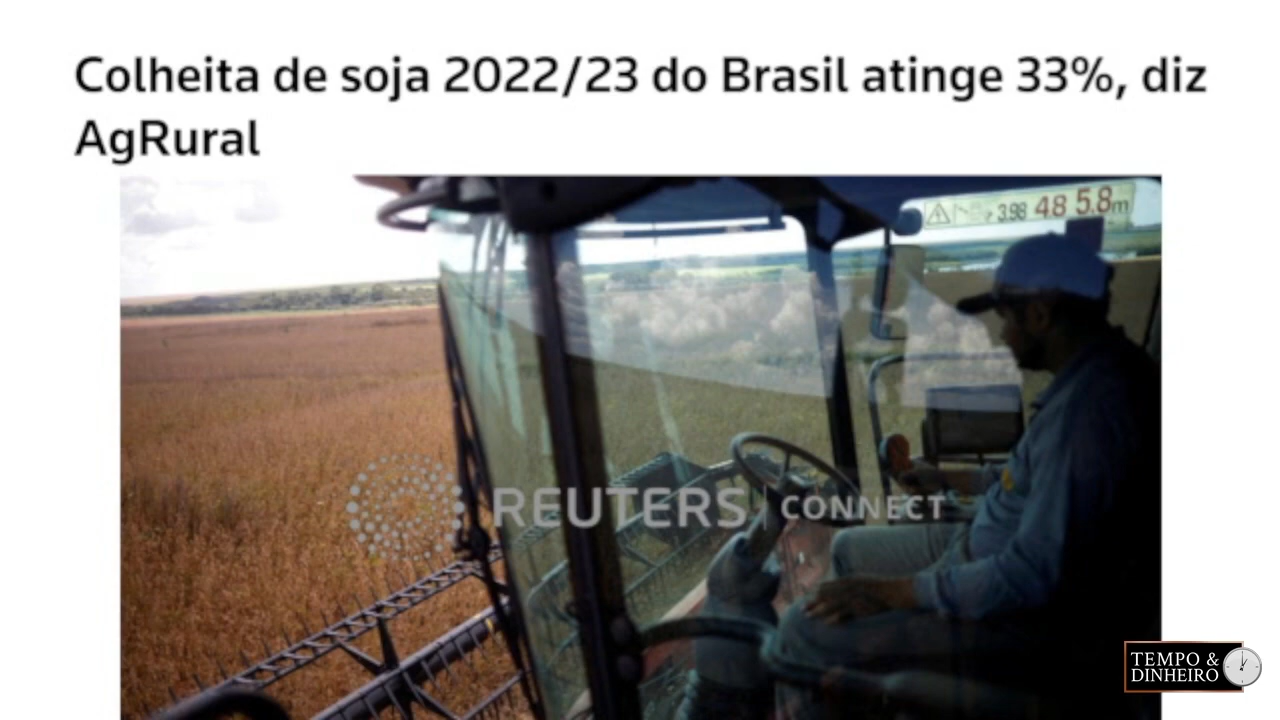 Colheita de soja 2022/23 do Brasil atinge 33%, diz
AgRural
3.98 48 5.8m
REUTERS | CONNECT
TEMPO &
DINHEIRO